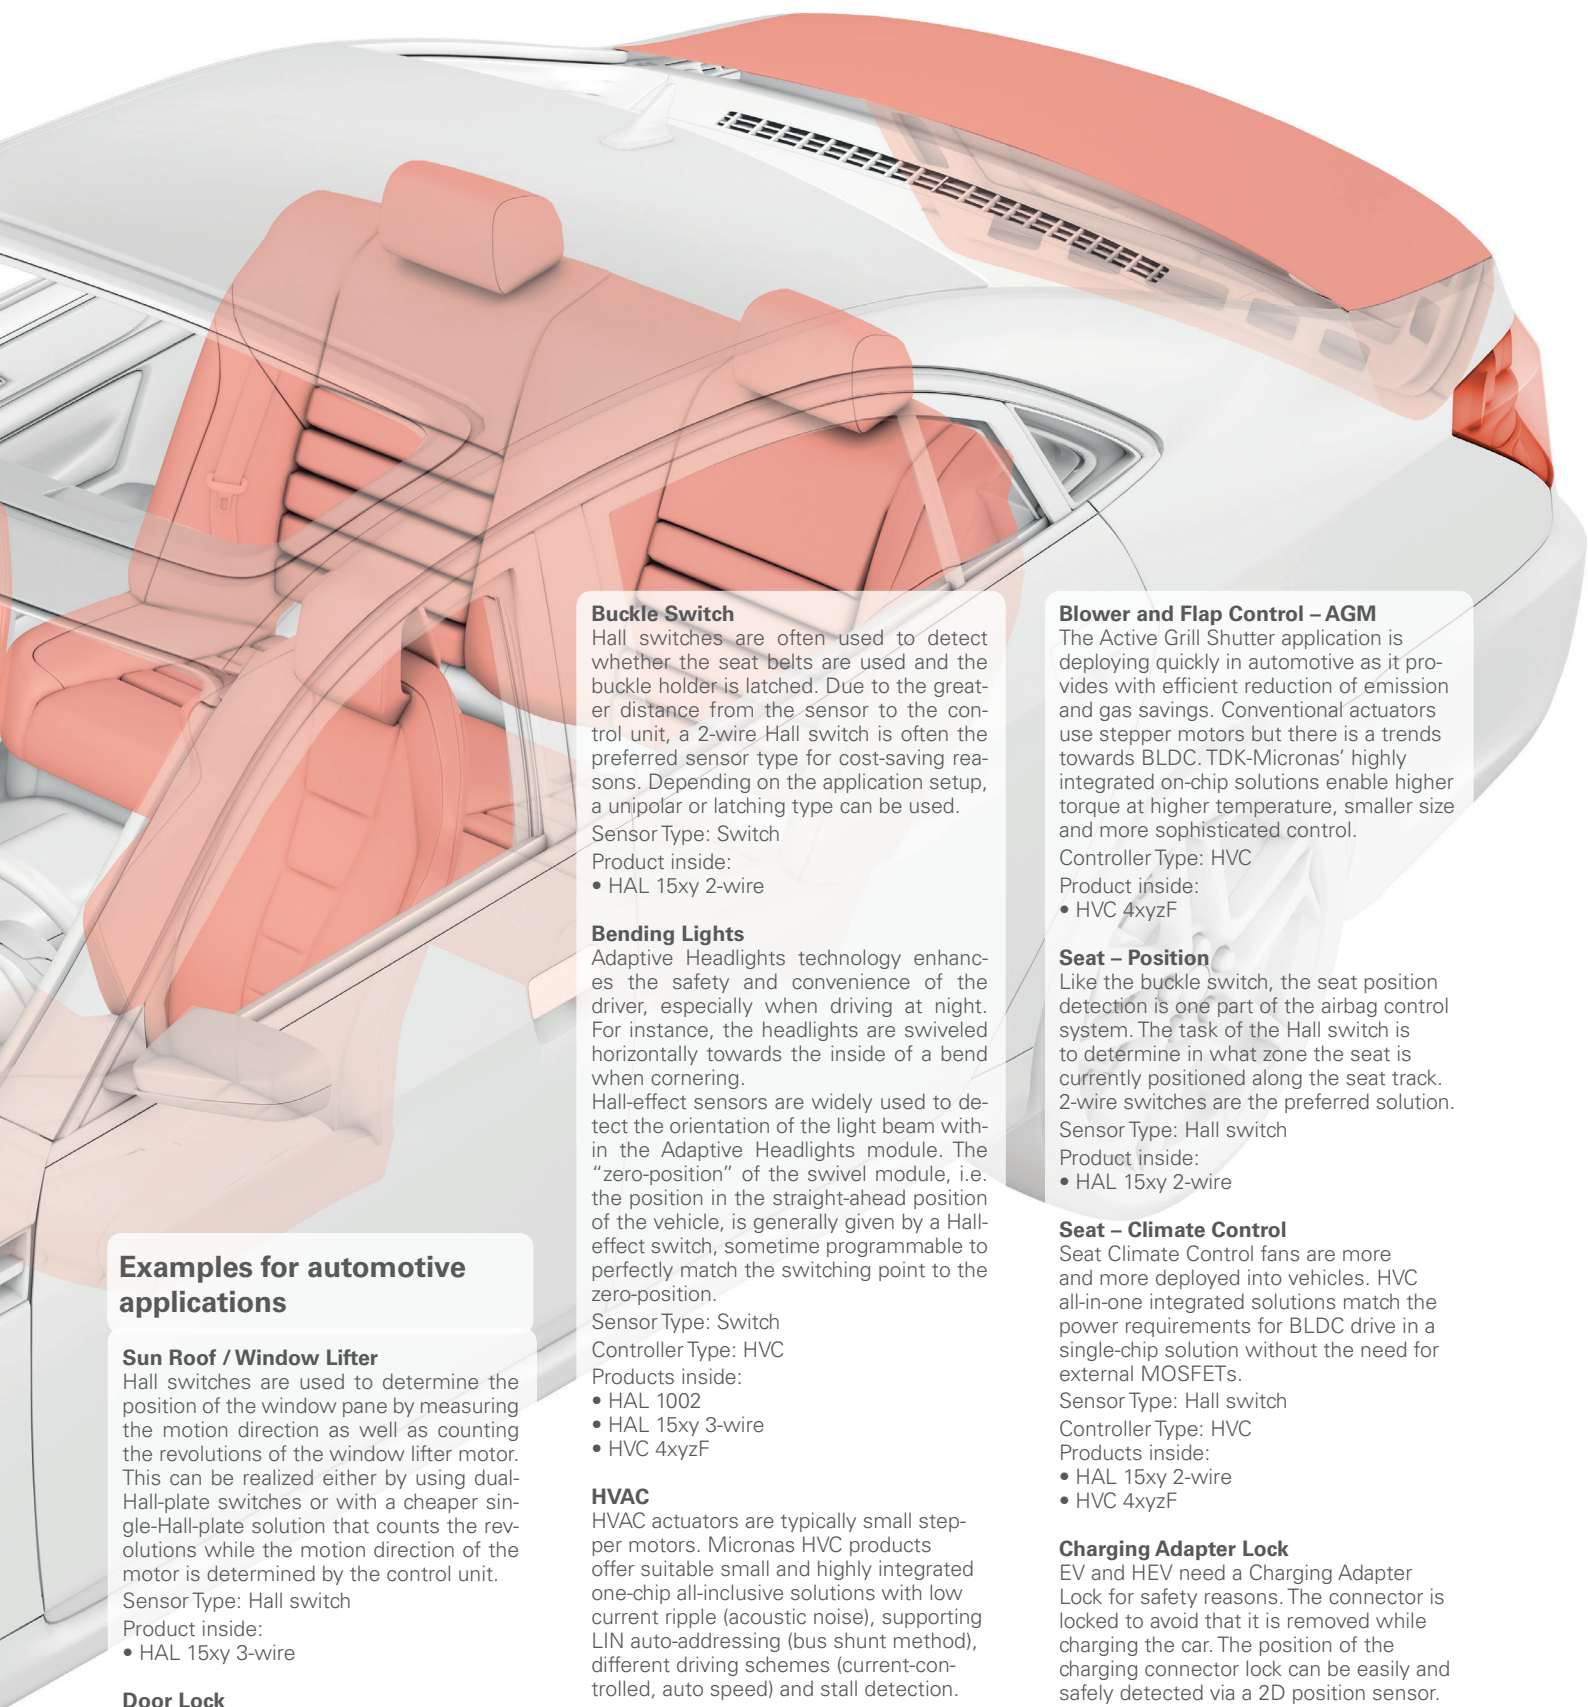 Examples for automotive
applications
Sun Roof / Window Lifter
Hall switches are used to determine the
position of the window pane by measuring
the motion direction as well as counting
the revolutions of the window lifter motor.
This can be realized either by using dual-
Hall-plate switches or with a cheaper sin-
gle-Hall-plate solution that counts the rev-
olutions while the motion direction of the
motor is determined by the control unit.
Sensor Type: Hall switch
Product inside:
• HAL 15xy 3-wire
Door Lock
Buckle Switch
Hall switches are often used to detect
whether the seat belts are used and the
buckle holder is latched. Due to the great-
er distance from the sensor to the con-
trol unit, a 2-wire Hall switch is often the
preferred sensor type for cost-saving rea-
sons. Depending on the application setup,
a unipolar or latching type can be used.
Sensor Type: Switch
Product inside:
• HAL 15xy 2-wire
Bending Lights
Adaptive Headlights technology enhanc-
es the safety and convenience of the
driver, especially when driving at night.
For instance, the headlights are swiveled
horizontally towards the inside of a bend
when cornering.
Hall-effect sensors are widely used to de-
tect the orientation of the light beam with-
in the Adaptive Headlights module. The
“zero-position” of the swivel module, i.e.
the position in the straight-ahead position
of the vehicle, is generally given by a Hall-
effect switch, sometime programmable to
perfectly match the switching point to the
zero-position.
Sensor Type: Switch
Controller Type: HVC
Products inside:
• HAL 1002
• HAL 15xy 3-wire
• HVC 4xyzF
HVAC
HVAC actuators are typically small step-
per motors. Micronas HVC products
offer suitable small and highly integrated
one-chip all-inclusive solutions with low
current ripple (acoustic noise), supporting
LIN auto-addressing (bus shunt method),
different driving schemes (current-con-
trolled, auto speed) and stall detection.
Blower and Flap Control – AGM
The Active Grill Shutter application is
deploying quickly in automotive as it pro-
vides with efficient reduction of emission
and gas savings. Conventional actuators
use stepper motors but there is a trends
towards BLDC. TDK-Micronas’ highly
integrated on-chip solutions enable higher
torque at higher temperature, smaller size
and more sophisticated control.
Controller Type: HVC
Product inside:
• HVC 4xyzF
Seat – Position
Like the buckle switch, the seat position
detection is one part of the airbag control
system. The task of the Hall switch is
to determine in what zone the seat is
currently positioned along the seat track.
2-wire switches are the preferred solution.
Sensor Type: Hall switch
Product inside:
• HAL 15xy 2-wire
Seat – Climate Control
Seat Climate Control fans are more
and more deployed into vehicles. HVC
all-in-one integrated solutions match the
power requirements for BLDC drive in a
single-chip solution without the need for
external MOSFETs.
Sensor Type: Hall switch
Controller Type: HVC
Products inside:
• HAL 15xy 2-wire
• HVC 4xyzF
Charging Adapter Lock
EV and HEV need a Charging Adapter
Lock for safety reasons. The connector is
locked to avoid that it is removed while
charging the car. The position of the
charging connector lock can be easily and
safely detected via a 2D position sensor.